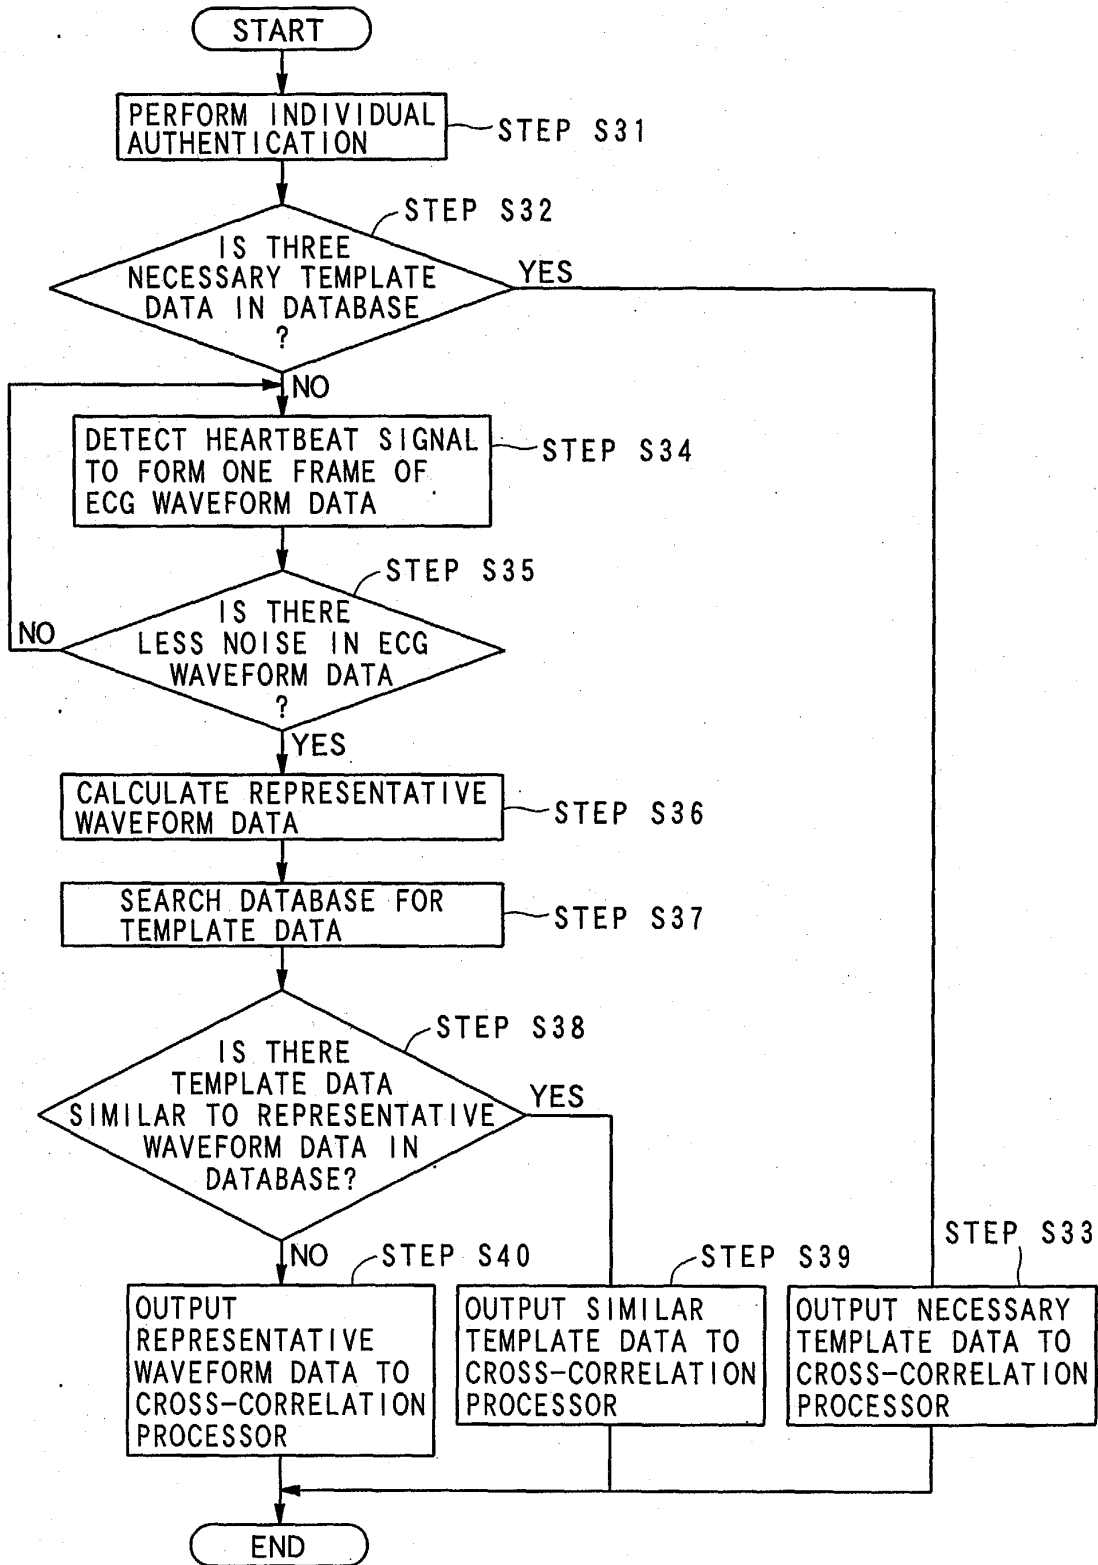 START
PERFORM INDIVIDUAL
AUTHENTICATION
STEP S31
STEP S32
IS THREE
NECESSARY TEMPLATE
DATA IN DATABASE
?
YES
NO
DETECT HEARTBEAT SIGNAL
TO FORM ONE FRAME OF
ECG WAVEFORM DATA
STEP S34
STEP S35
IS THERE
LESS NOISE IN ECG
WAVEFORM DATA
?
NO
YES
CALCULATE REPRESENTATIVE
WAVEFORM DATA
STEP S36
SEARCH DATABASE FOR
TEMPLATE DATA
STEP S37
STEP S38
IS THERE
TEMPLATE DATA
SIMILAR TO REPRESENTATIVE
WAVEFORM DATA IN
DATABASE?
YES
NO
STEP S40
OUTPUT
REPRESENTATIVE
WAVEFORM DATA TO
CROSS-CORRELATION
PROCESSOR
STEP S39
OUTPUT SIMILAR
TEMPLATE DATA TO
CROSS-CORRELATION
PROCESSOR
STEP S33
OUTPUT NECESSARY
TEMPLATE DATA TO
CROSS-CORRELATION
PROCESSOR
END